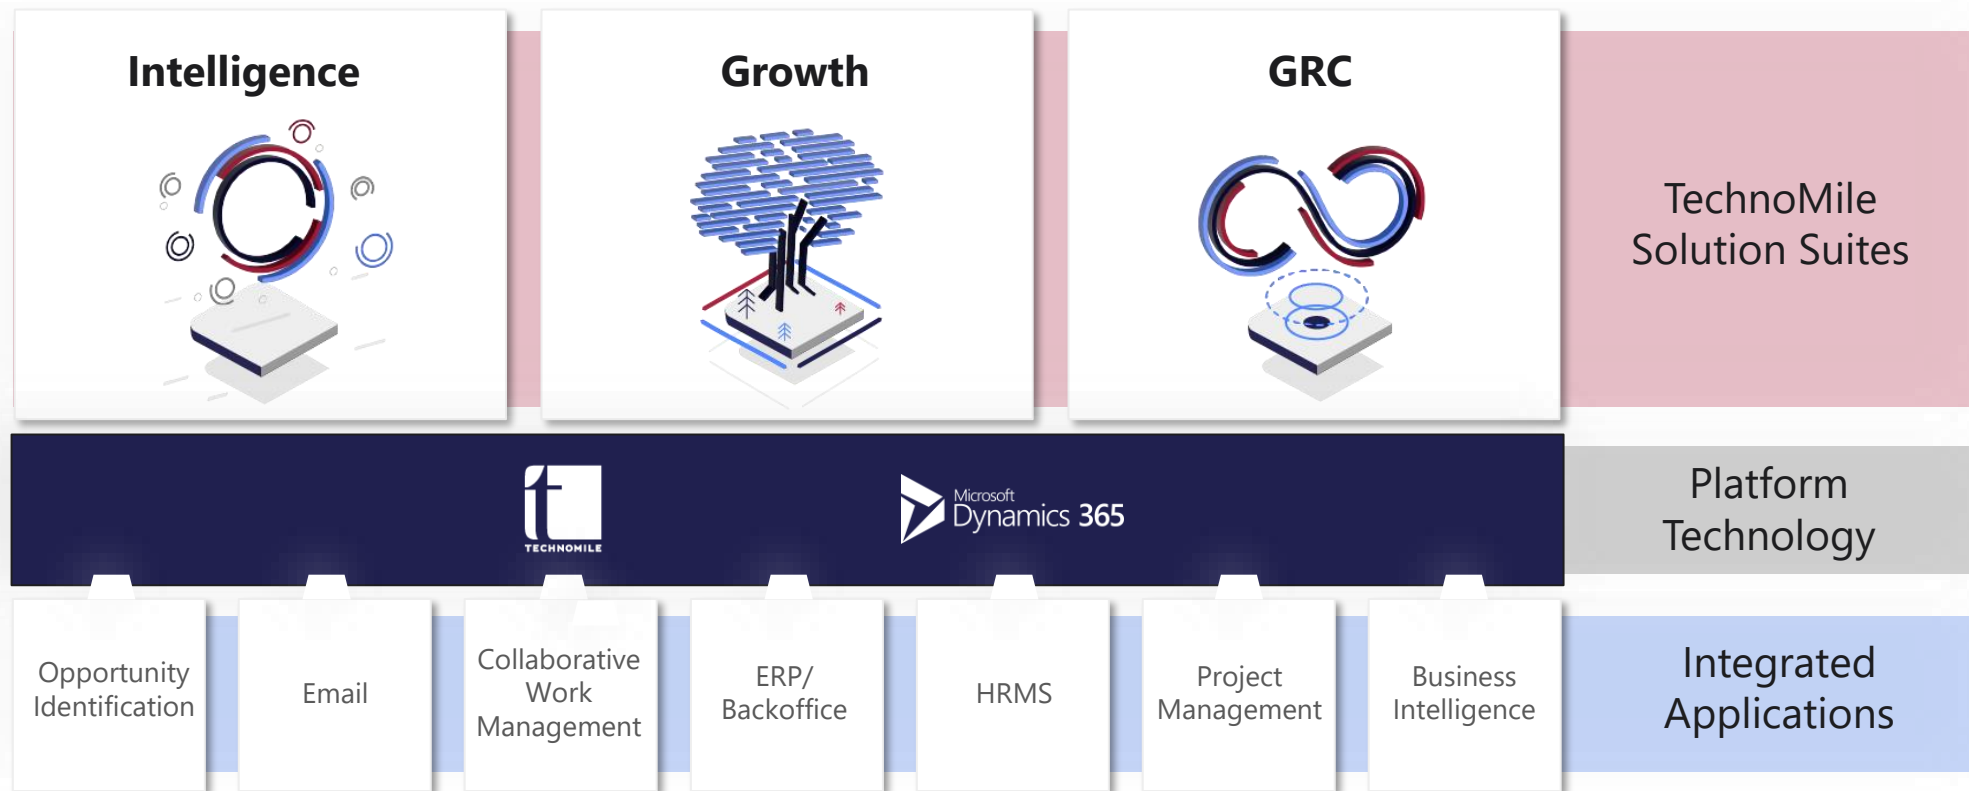 Intelligence
Growth
GRC
TechnoMile
Solution Suites
t
TECHNOMILE
Microsoft
Dynamics 365
Platform
Technology
Opportunity
Identification
Email
Collaborative
Work
Management
ERP/
Backoffice
HRMS
Project
Management
Business
Intelligence
Integrated
Applications